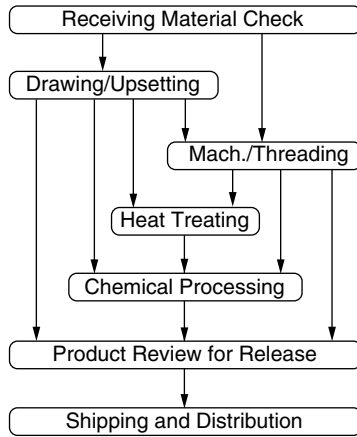 Receiving Material Check
Drawing/Upsetting
Mach./Threading
Heat Treating
Chemical Processing
Product Review for Release
Shipping and Distribution